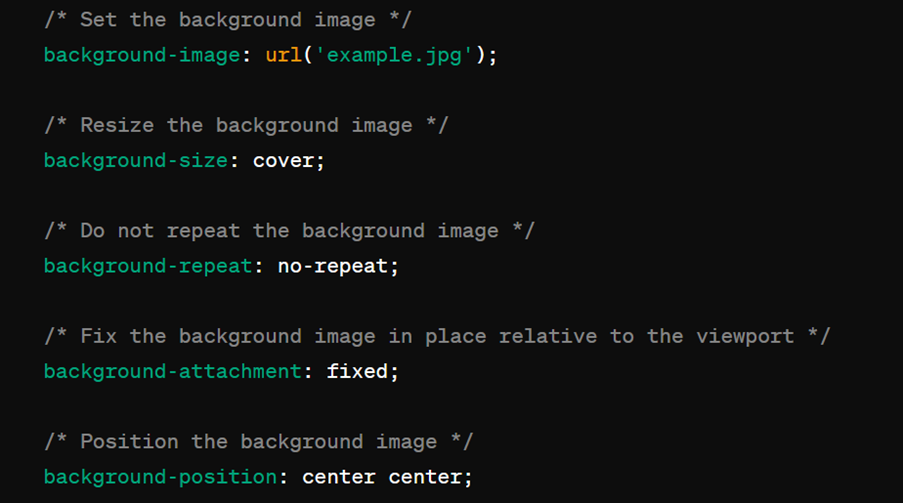 /* Set the background image */
background-image: url('example.jpg');
/* Resize the background image */
background-size: cover;
/* Do not repeat the background image */
background-repeat: no-repeat;
/* Fix the background image in place relative to the viewport */
background-attachment: fixed;
/* Position the background image */
background-position: center center;